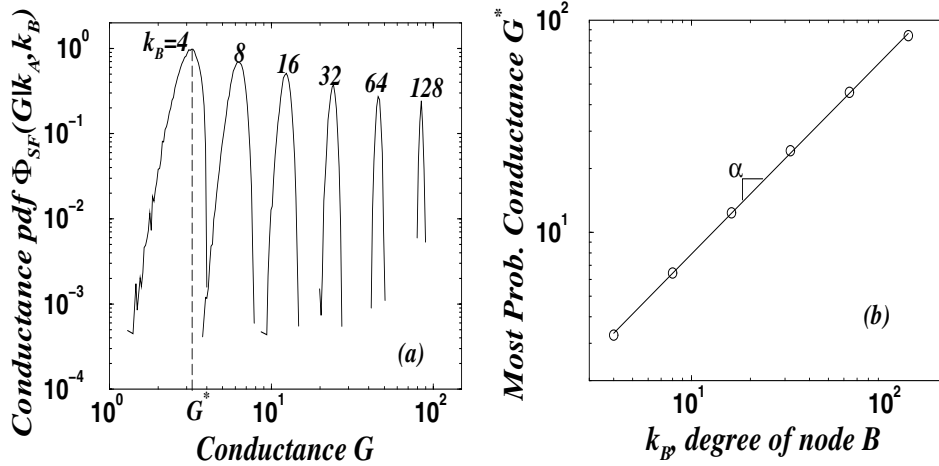 Conductance pdf Φ_SF(G|k_A,k_B)
10^0
10^-1
10^-2
10^-3
10^-4
k_B=4
8
16
32
64
128
(a)
10^0
G^*
10^1
10^2
Conductance G
Most Prob. Conductance G^*
10^2
10^1
α
(b)
10^1
10^2
k_B, degree of node B